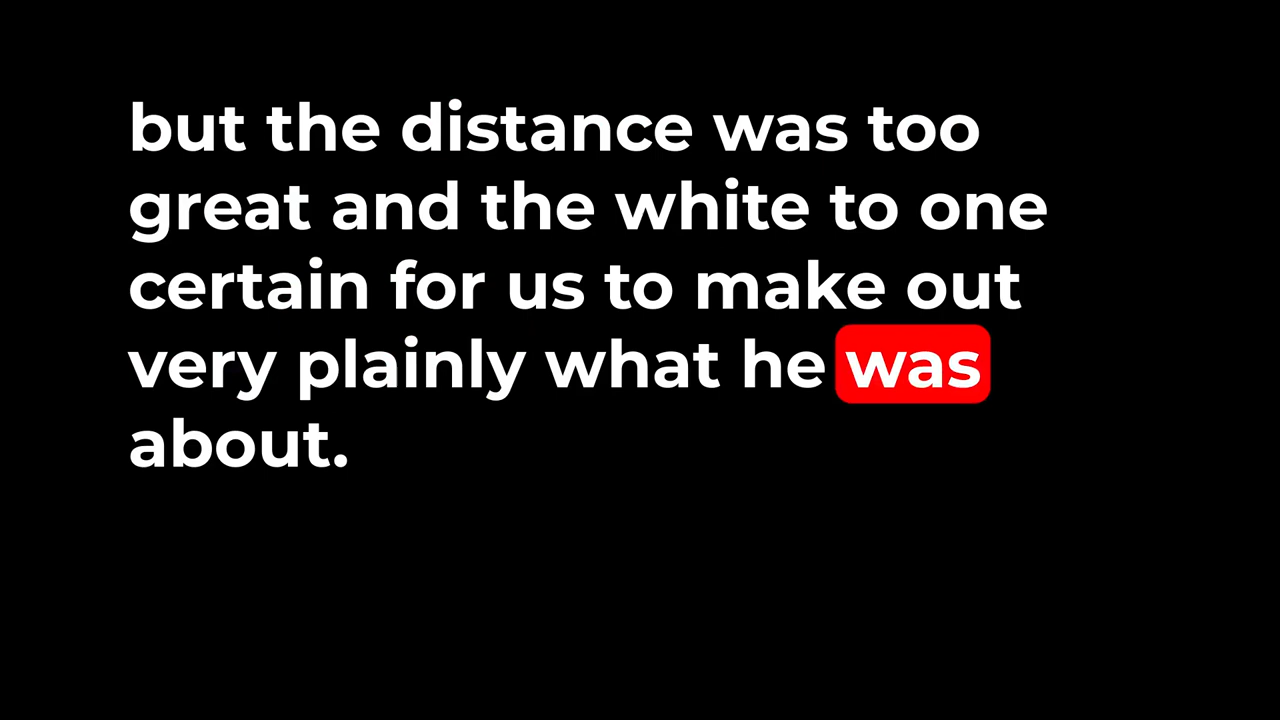 but the distance was too
great and the white to one
certain for us to make out
very plainly what he was
about.